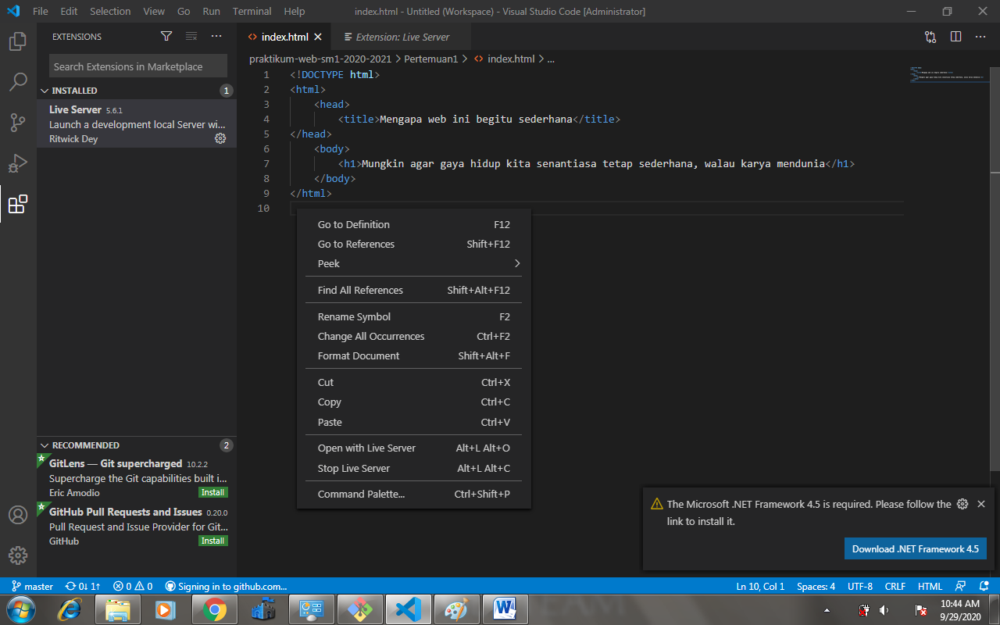 File Edit Selection View Go Run Terminal Help
index.html - Untitled (Workspace) - Visual Studio Code [Administrator]
EXTENSIONS
Search Extensions in Marketplace
INSTALLED 1
Live Server 5.6.1
Launch a development local Server wi...
Ritwick Dey
RECOMMENDED 2
GitLens — Git supercharged 10.2.2
Supercharge the Git capabilities built i...
Eric Amodio Install
GitHub Pull Requests and Issues 0.20.0
Pull Request and Issue Provider for Git...
GitHub Install
index.html Extension: Live Server
praktikum-web-sm1-2020-2021 > Pertemuan1 > index.html > ...
1 <!DOCTYPE html>
2 <html>
3 <head>
4 <title>Mengapa web ini begitu sederhana</title>
5 </head>
6 <body>
7 <h1>Mungkin agar gaya hidup kita senantiasa tetap sederhana, walau karya mendunia</h1>
8 </body>
9 </html>
10
Go to Definition F12
Go to References Shift+F12
Peek
Find All References Shift+Alt+F12
Rename Symbol F2
Change All Occurrences Ctrl+F2
Format Document Shift+Alt+F
Cut Ctrl+X
Copy Ctrl+C
Paste Ctrl+V
Open with Live Server Alt+L Alt+O
Stop Live Server Alt+L Alt+C
Command Palette... Ctrl+Shift+P
The Microsoft .NET Framework 4.5 is required. Please follow the
link to install it.
Download .NET Framework 4.5
master 0↓ 1↑ 0 0 Signing in to github.com...
Ln 10, Col 1 Spaces: 4 UTF-8 CRLF HTML
10:44 AM
9/29/2020